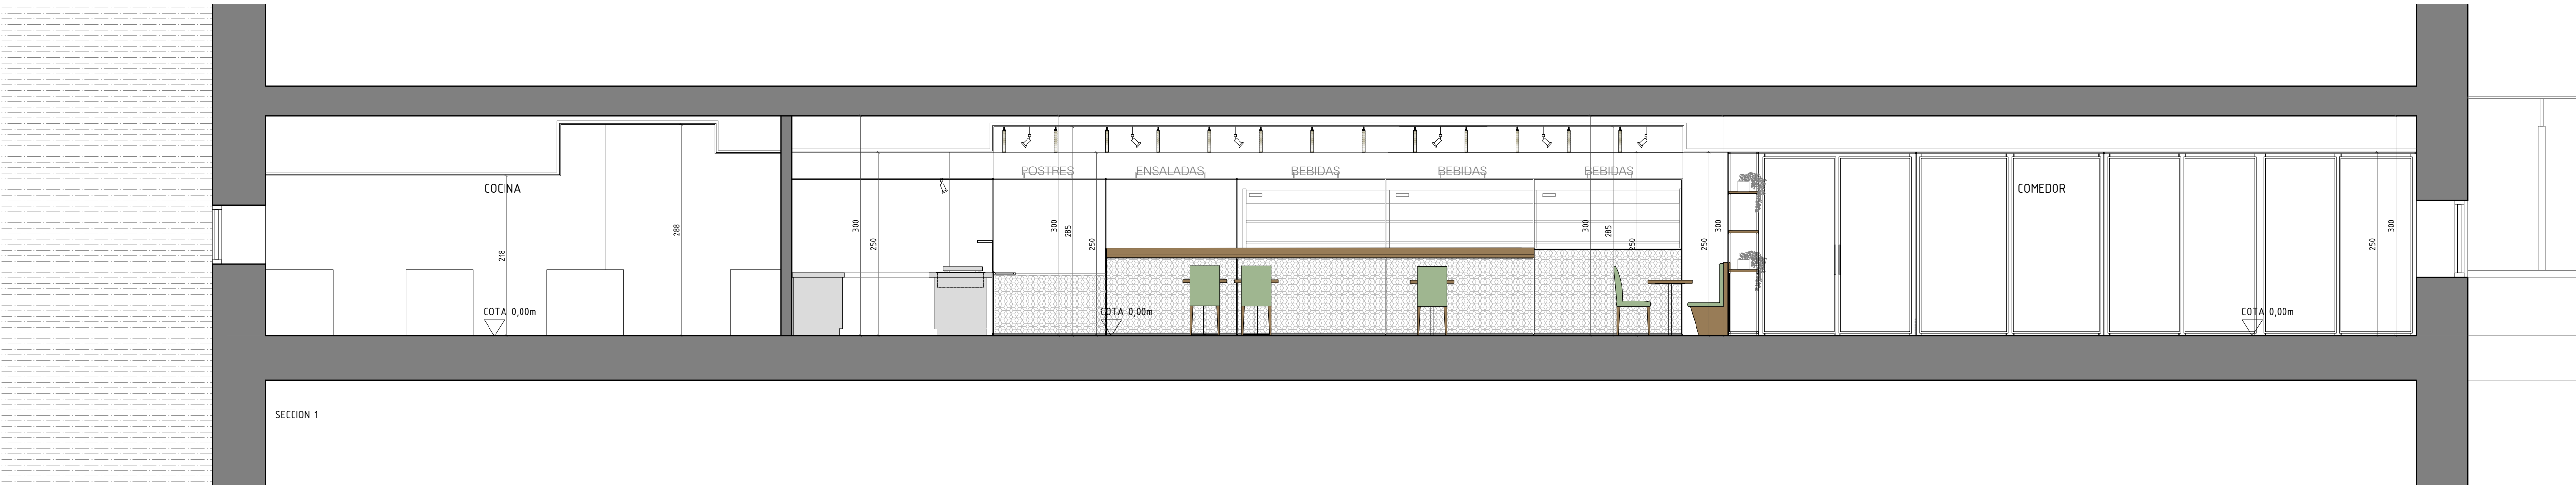 POSTRES
ENSALADAS
BEBIDAS
BEBIDAS
BEBIDAS
COCINA
COMEDOR
218
288
300
250
300
285
250
300
285
250
250
300
250
300
COTA 0,00m
COTA 0,00m
COTA 0,00m
SECCION 1